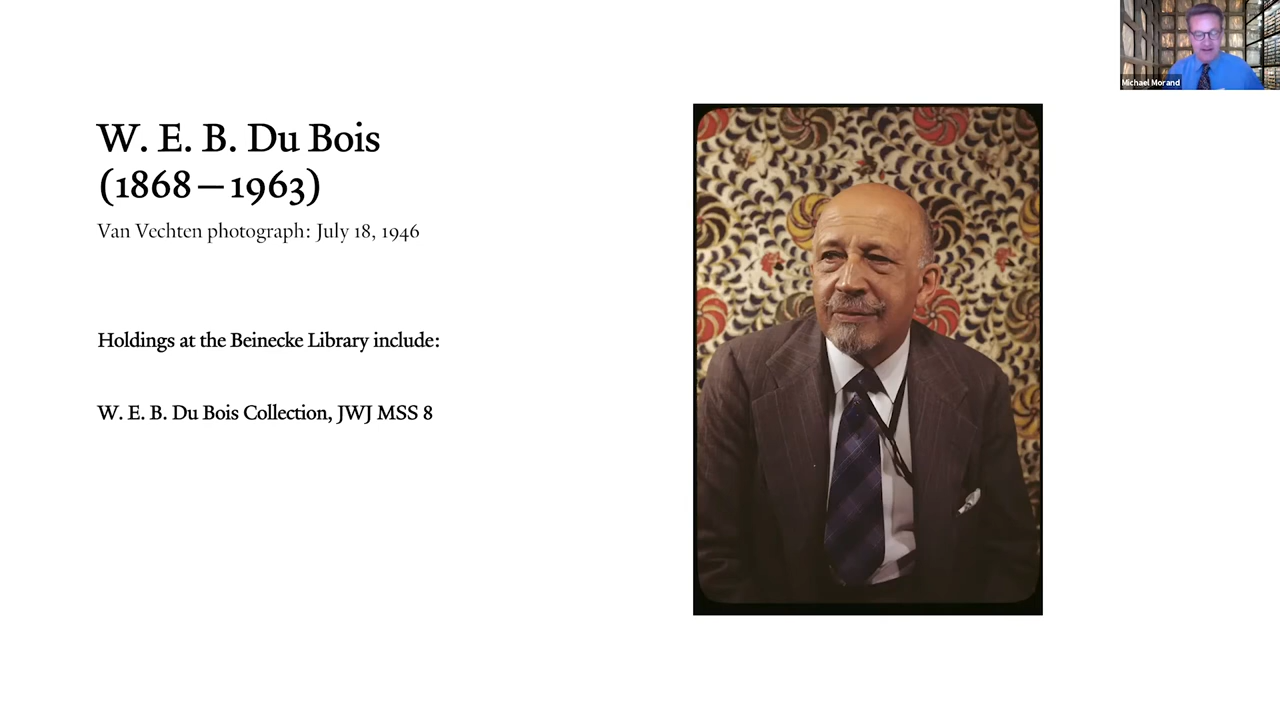 W. E. B. Du Bois
(1868 – 1963)
Van Vechten photograph: July 18, 1946
Holdings at the Beinecke Library include:
W. E. B. Du Bois Collection, JWJ MSS 8
Michael Morand